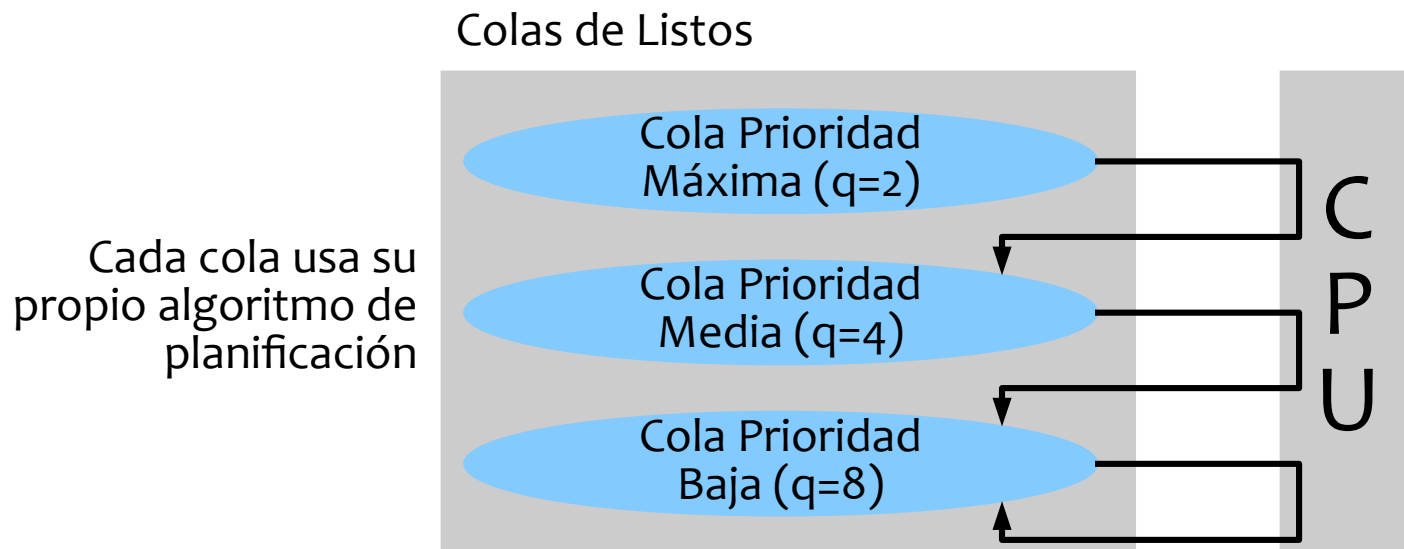 Colas de Listos
Cola Prioridad
Máxima (q=2)
Cada cola usa su
propio algoritmo de
planificación
Cola Prioridad
Media (q=4)
Cola Prioridad
Baja (q=8)
C
P
U